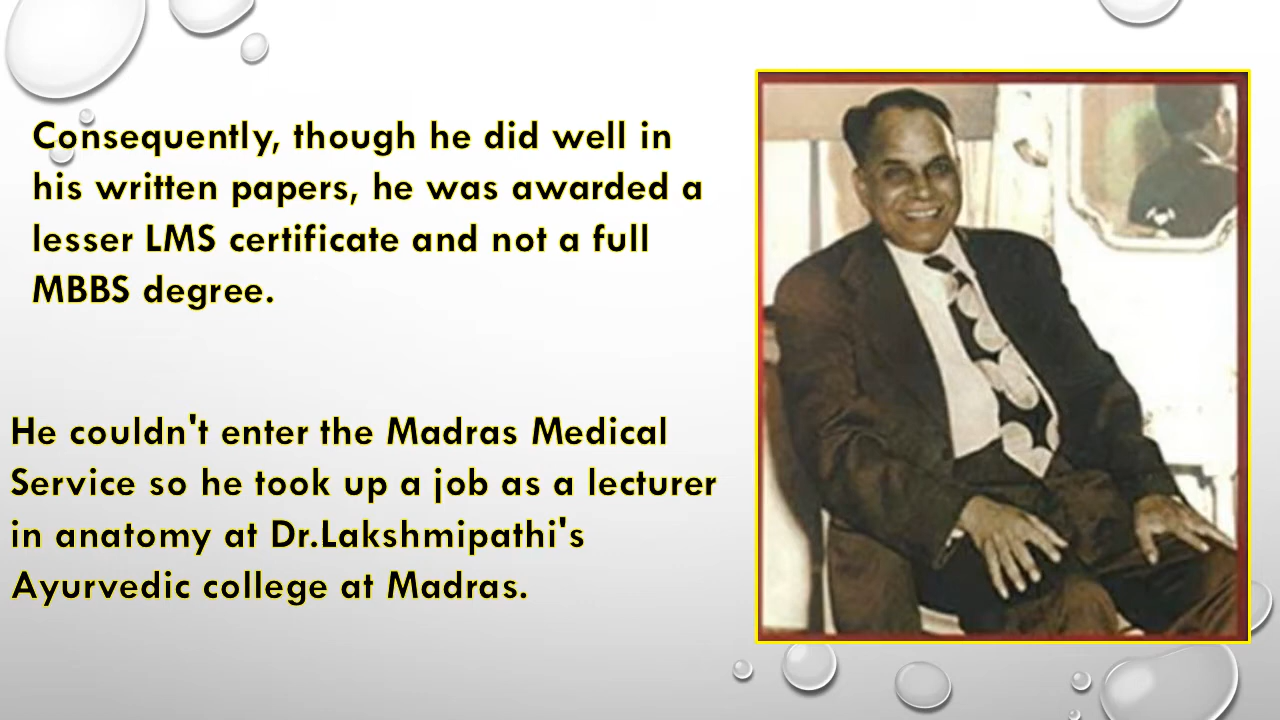 Consequently, though he did well in
his written papers, he was awarded a
lesser LMS certificate and not a full
MBBS degree.
He couldn't enter the Madras Medical
Service so he took up a job as a lecturer
in anatomy at Dr.Lakshmipathi's
Ayurvedic college at Madras.